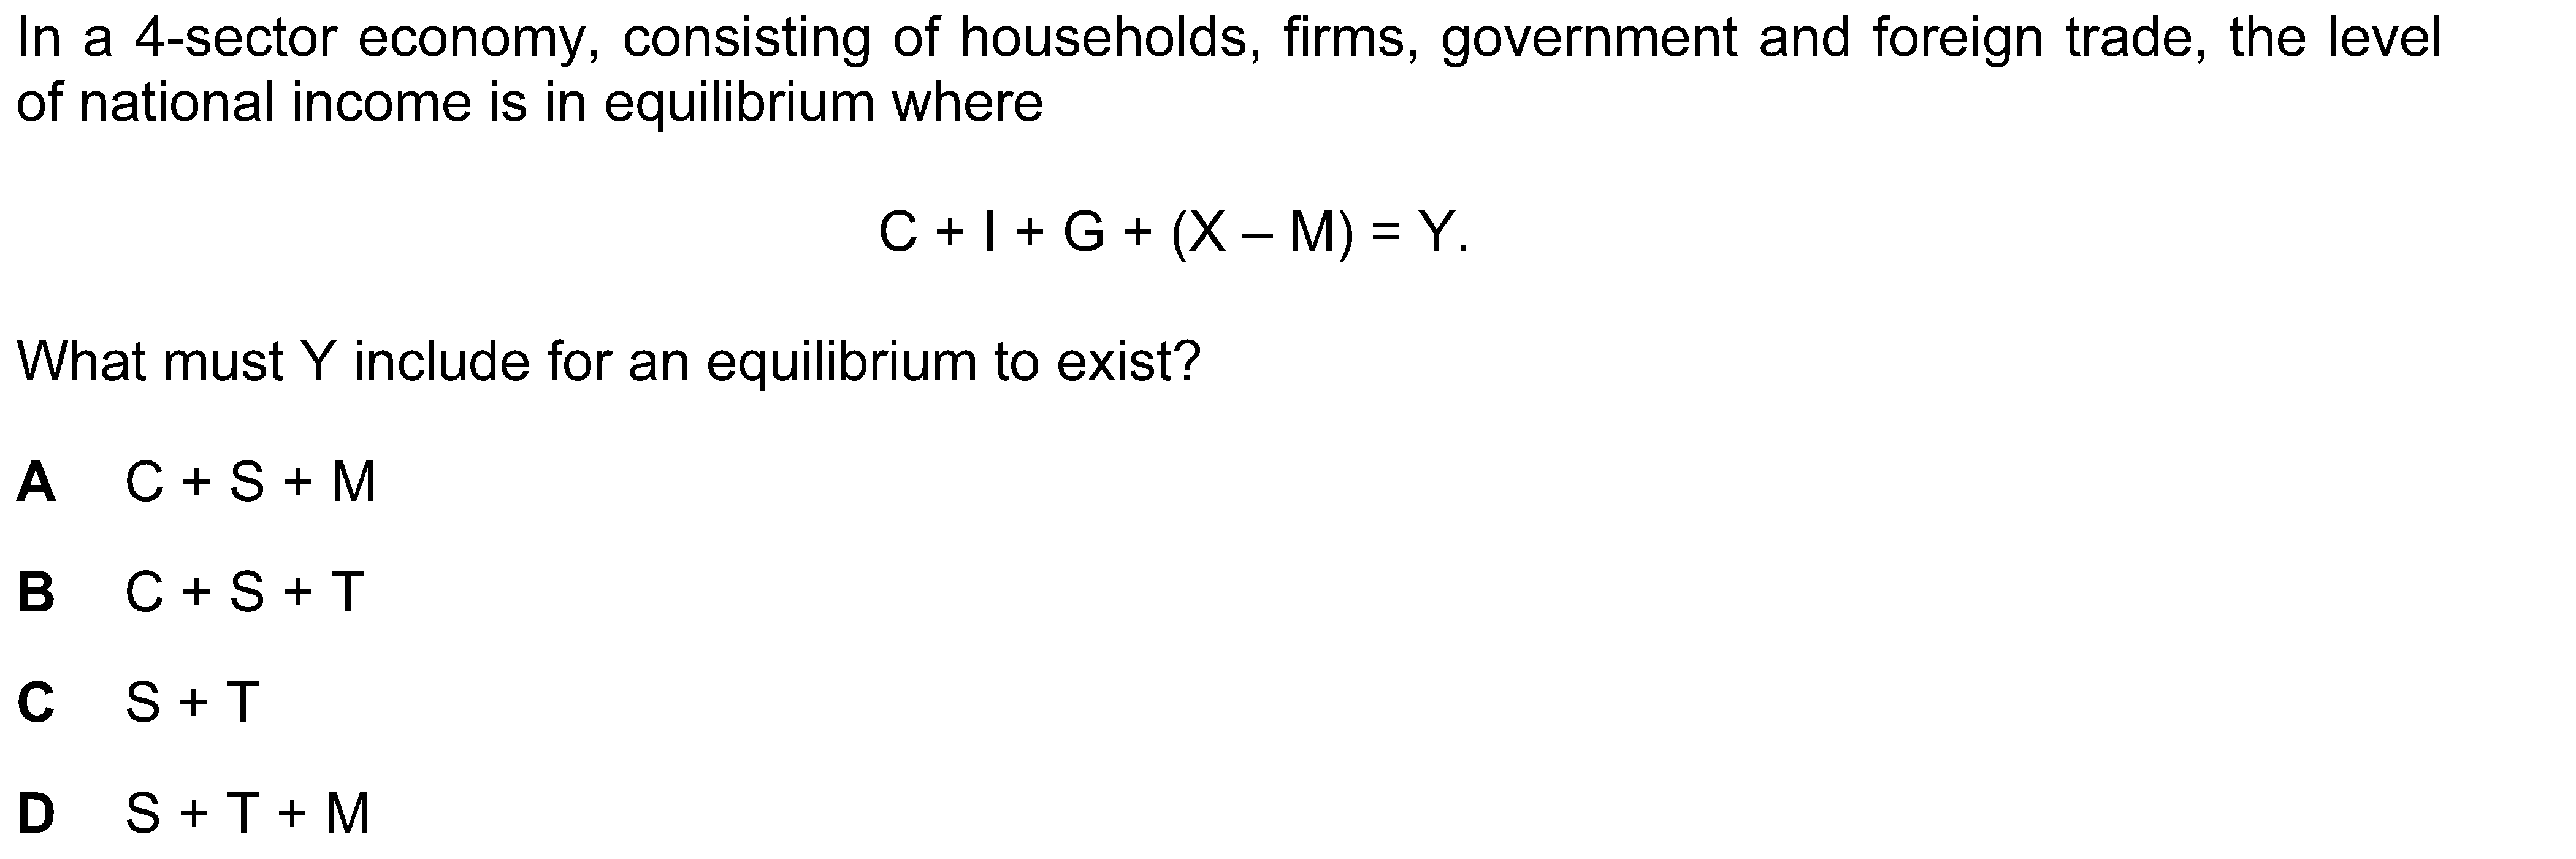 In a 4-sector economy, consisting of households, firms, government and foreign trade, the level
of national income is in equilibrium where
C + I + G + (X – M) = Y.
What must Y include for an equilibrium to exist?
A C + S + M
B C + S + T
C S + T
D S + T + M